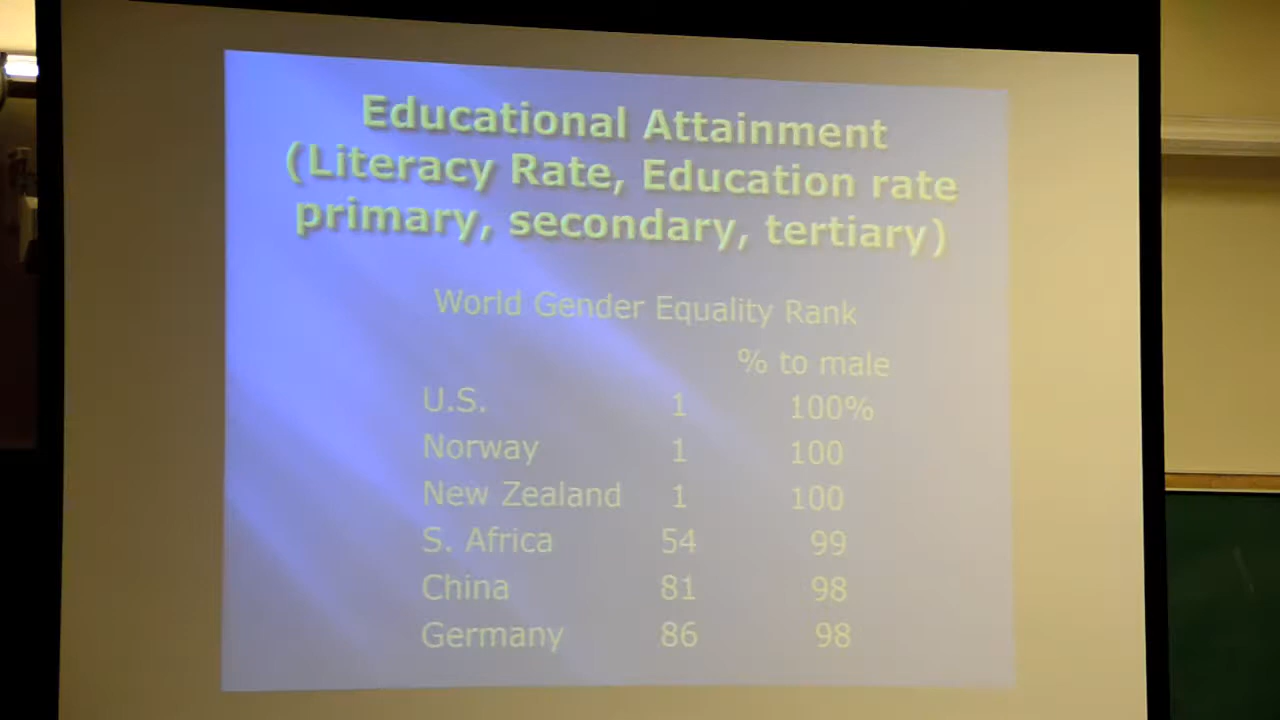 Educational Attainment
(Literacy Rate, Education rate
primary, secondary, tertiary)
World Gender Equality Rank
% to male
U.S. 1 100%
Norway 1 100
New Zealand 1 100
S. Africa 54 99
China 81 98
Germany 86 98